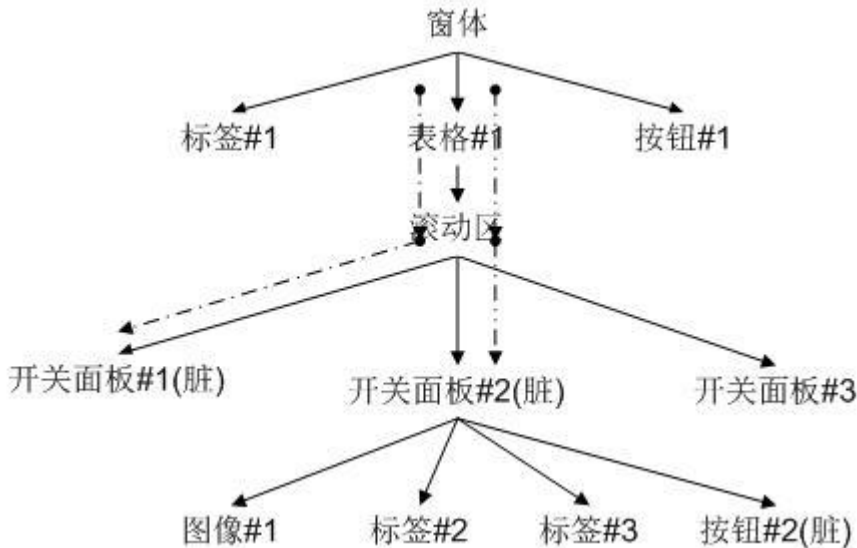 窗体
标签#1 表格#1 按钮#1
滚动区
开关面板#1(脏) 开关面板#2(脏) 开关面板#3
图像#1 标签#2 标签#3 按钮#2(脏)